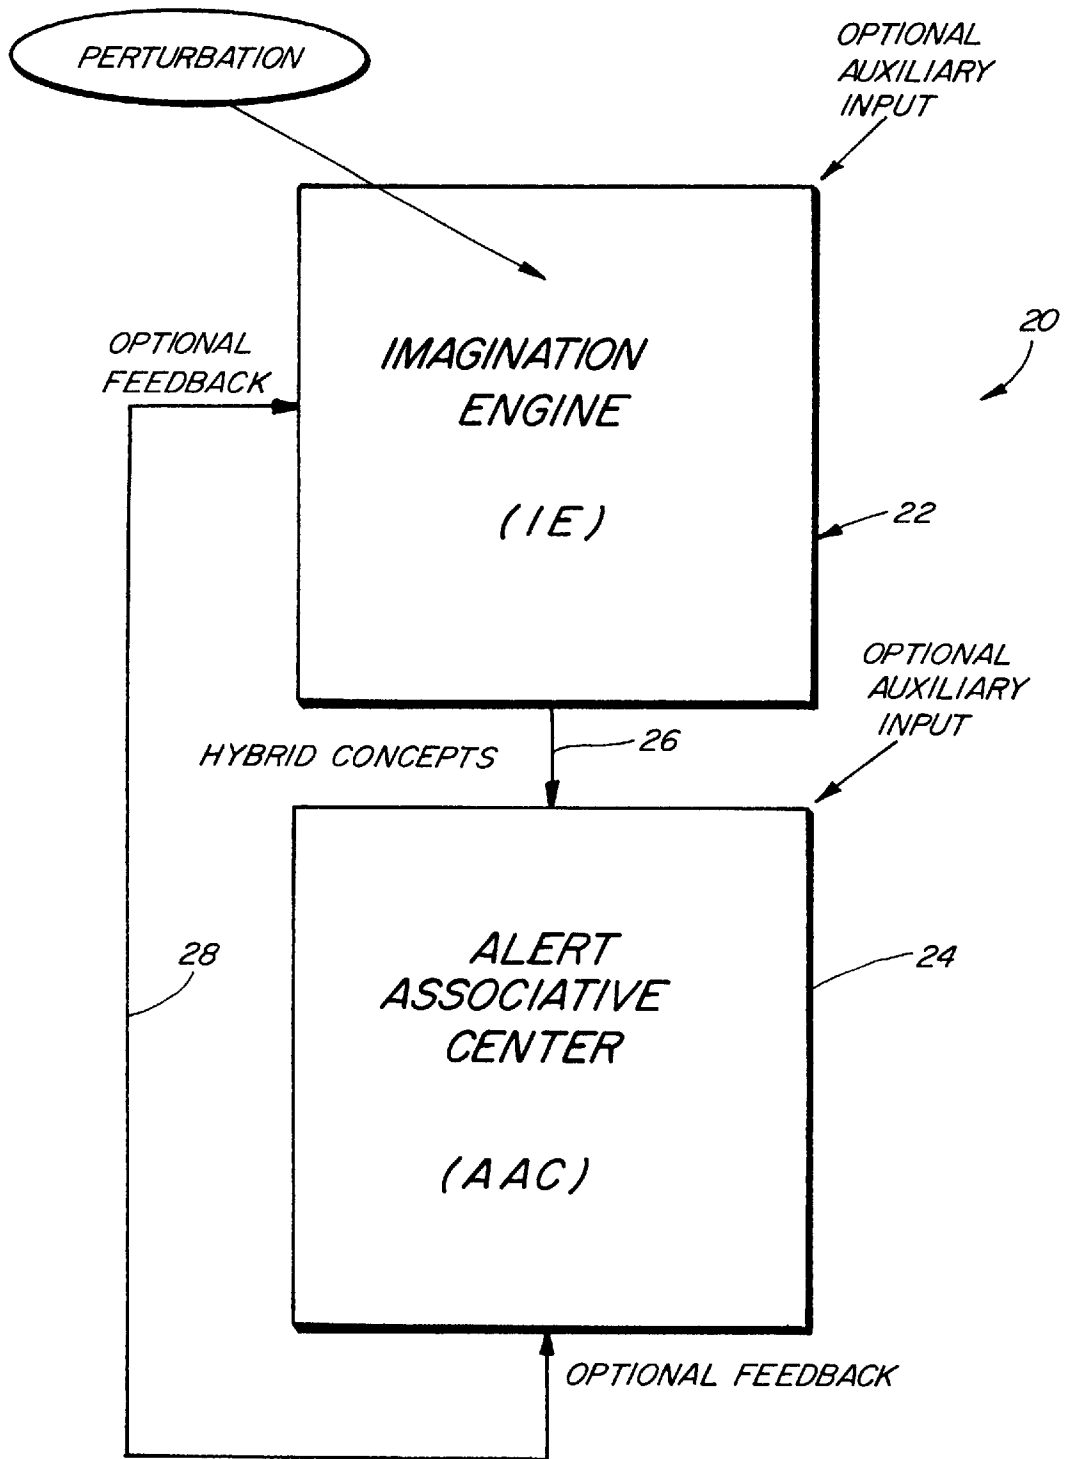 PERTURBATION
OPTIONAL
AUXILIARY
INPUT
20
OPTIONAL
FEEDBACK
IMAGINATION
ENGINE
(IE)
22
OPTIONAL
AUXILIARY
INPUT
HYBRID CONCEPTS
26
28
ALERT
ASSOCIATIVE
CENTER
24
(AAC)
OPTIONAL FEEDBACK